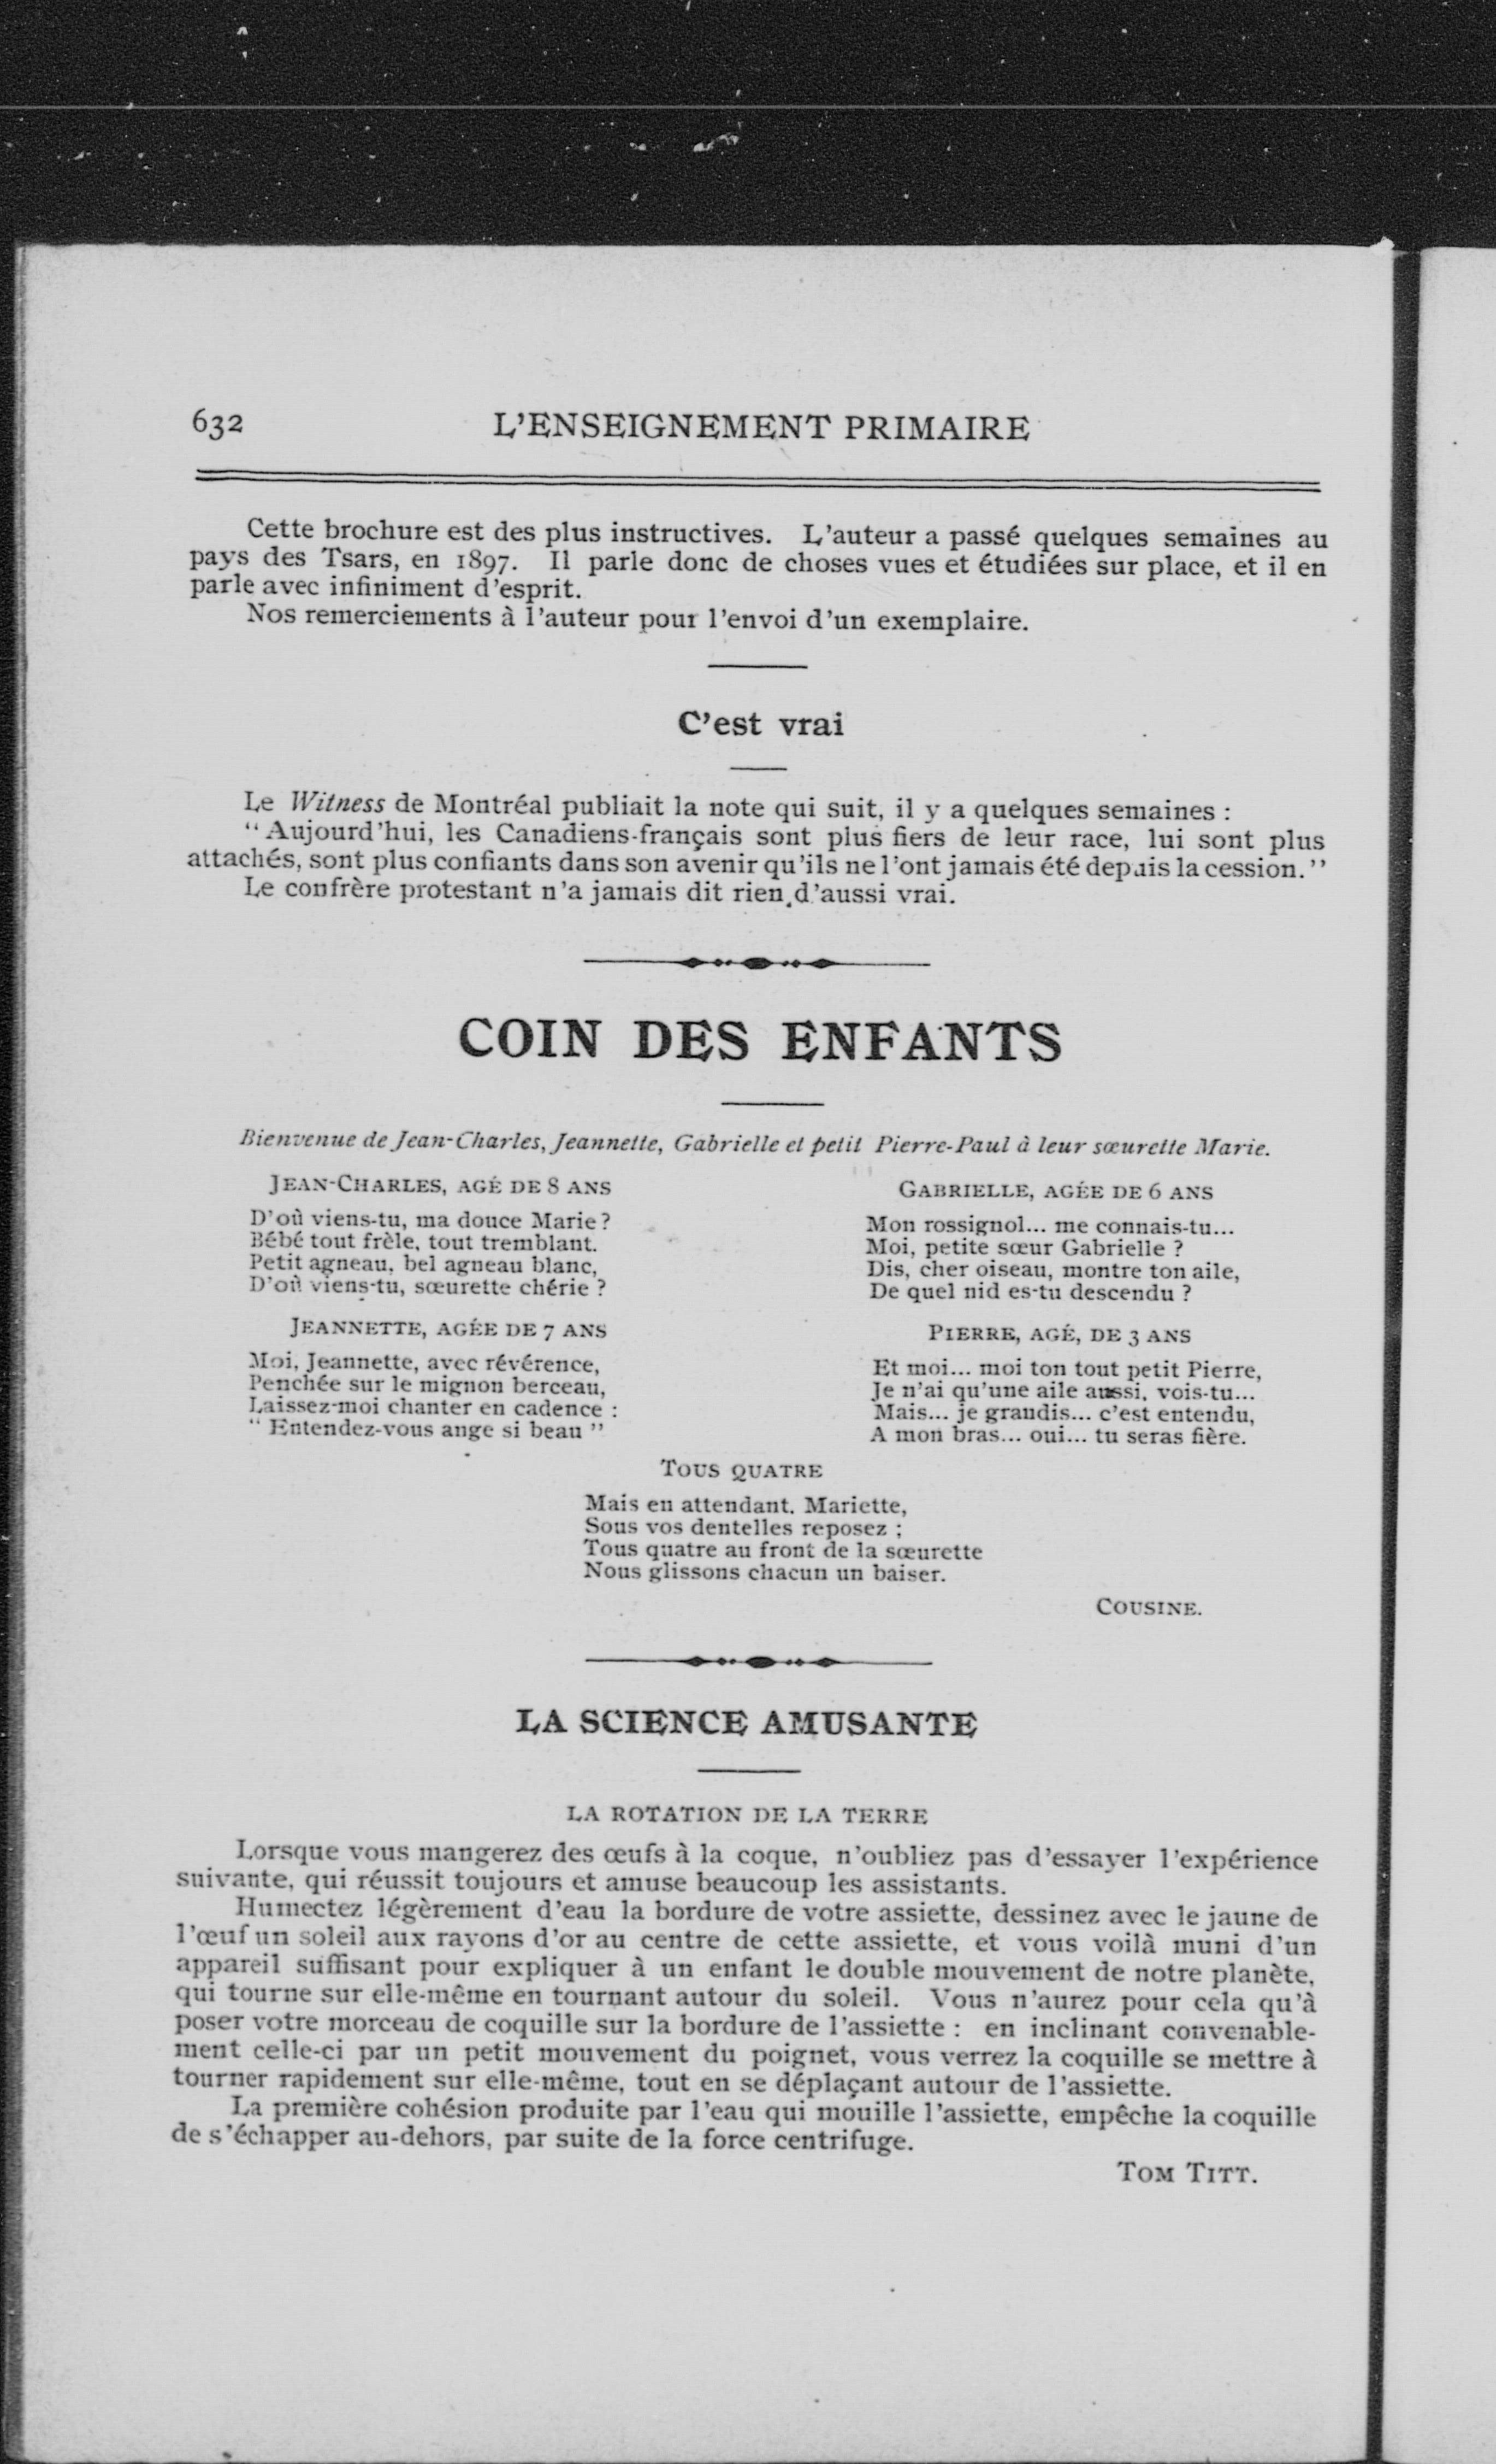 632
L'ENSEIGNEMENT PRIMAIRE
Cette brochure est des plus instructives. L'auteur a passé quelques semaines au
pays des Tsars, en 1897. Il parle donc de choses vues et étudiées sur place, et il en
parle avec infiniment d'esprit.
Nos remerciements à l'auteur pour l'envoi d'un exemplaire.
C'est vrai
Le Witness de Montréal publiait la note qui suit, il y a quelques semaines :
“ Aujourd'hui, les Canadiens-français sont plus fiers de leur race, lui sont plus
attachés, sont plus confiants dans son avenir qu'ils ne l'ont jamais été depuis la cession.”
Le confrère protestant n'a jamais dit rien d'aussi vrai.
COIN DES ENFANTS
Bienvenue de Jean-Charles, Jeannette, Gabrielle et petit Pierre-Paul à leur sœurette Marie.
JEAN-CHARLES, AGÉ DE 8 ANS
D'où viens-tu, ma douce Marie ?
Bébé tout frêle, tout tremblant.
Petit agneau, bel agneau blanc,
D'où viens-tu, sœurette chérie ?
JEANNETTE, AGÉE DE 7 ANS
Moi, Jeannette, avec révérence,
Penchée sur le mignon berceau,
Laissez-moi chanter en cadence :
“ Entendez-vous ange si beau ”
GABRIELLE, AGÉE DE 6 ANS
Mon rossignol... me connais-tu...
Moi, petite sœur Gabrielle ?
Dis, cher oiseau, montre ton aile,
De quel nid es-tu descendu ?
PIERRE, AGÉ, DE 3 ANS
Et moi... moi ton tout petit Pierre,
Je n'ai qu'une aile aussi, vois-tu...
Mais... je grandis... c'est entendu,
A mon bras... oui... tu seras fière.
TOUS QUATRE
Mais en attendant. Mariette,
Sous vos dentelles reposez ;
Tous quatre au front de la sœurette
Nous glissons chacun un baiser.
COUSINE.
LA SCIENCE AMUSANTE
LA ROTATION DE LA TERRE
Lorsque vous mangerez des œufs à la coque, n'oubliez pas d'essayer l'expérience
suivante, qui réussit toujours et amuse beaucoup les assistants.
Humectez légèrement d'eau la bordure de votre assiette, dessinez avec le jaune de
l'œuf un soleil aux rayons d'or au centre de cette assiette, et vous voilà muni d'un
appareil suffisant pour expliquer à un enfant le double mouvement de notre planète,
qui tourne sur elle-même en tournant autour du soleil. Vous n'aurez pour cela qu'à
poser votre morceau de coquille sur la bordure de l'assiette : en inclinant convenable-
ment celle-ci par un petit mouvement du poignet, vous verrez la coquille se mettre à
tourner rapidement sur elle-même, tout en se déplaçant autour de l'assiette.
La première cohésion produite par l'eau qui mouille l'assiette, empêche la coquille
de s'échapper au-dehors, par suite de la force centrifuge.
TOM TITT.